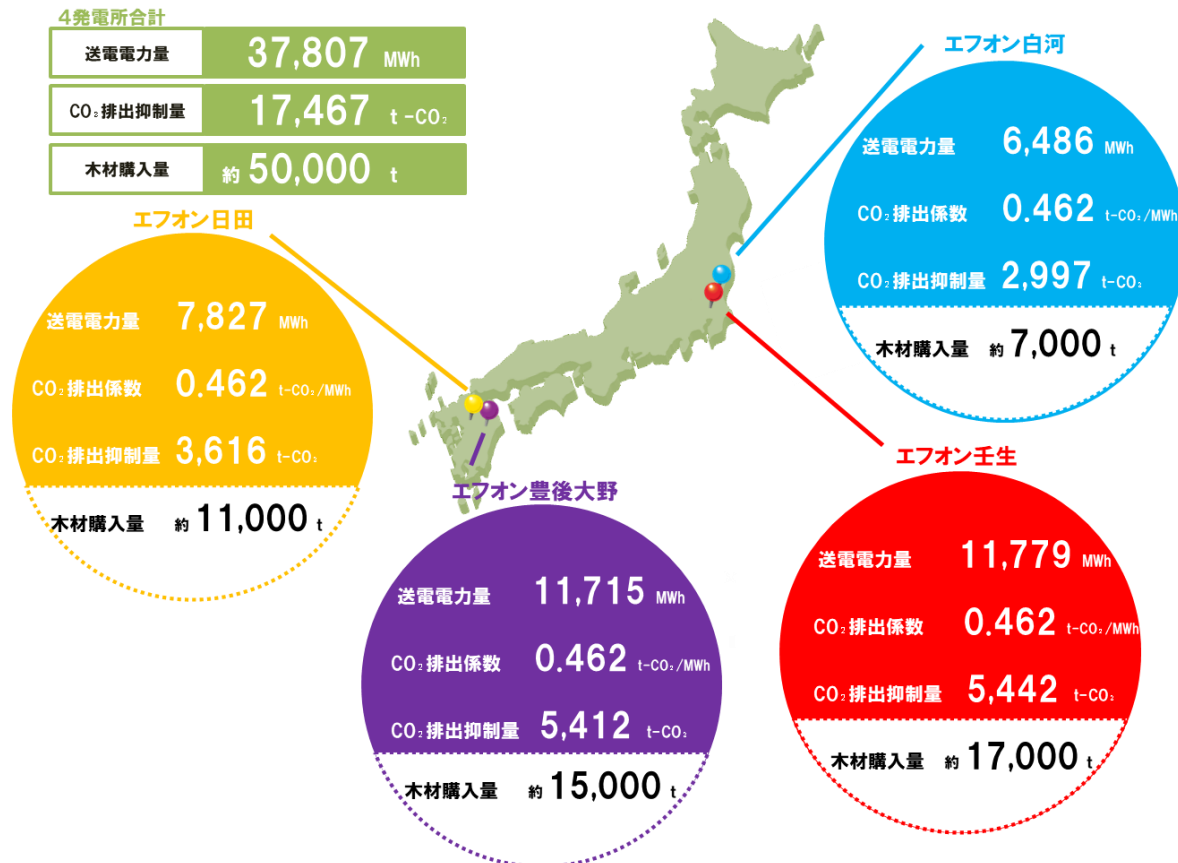 4発電所合計
送電電力量 37,807 MWh
CO₂排出抑制量 17,467 t-CO₂
木材購入量 約50,000 t
エフオン白河
送電電力量 6,486 MWh
CO₂排出係数 0.462 t-CO₂/MWh
CO₂排出抑制量 2,997 t-CO₂
木材購入量 約7,000 t
エフオン日田
送電電力量 7,827 MWh
CO₂排出係数 0.462 t-CO₂/MWh
CO₂排出抑制量 3,616 t-CO₂
木材購入量 約11,000 t
エフオン豊後大野
送電電力量 11,715 MWh
CO₂排出係数 0.462 t-CO₂/MWh
CO₂排出抑制量 5,412 t-CO₂
木材購入量 約15,000 t
エフオン壬生
送電電力量 11,779 MWh
CO₂排出係数 0.462 t-CO₂/MWh
CO₂排出抑制量 5,442 t-CO₂
木材購入量 約17,000 t